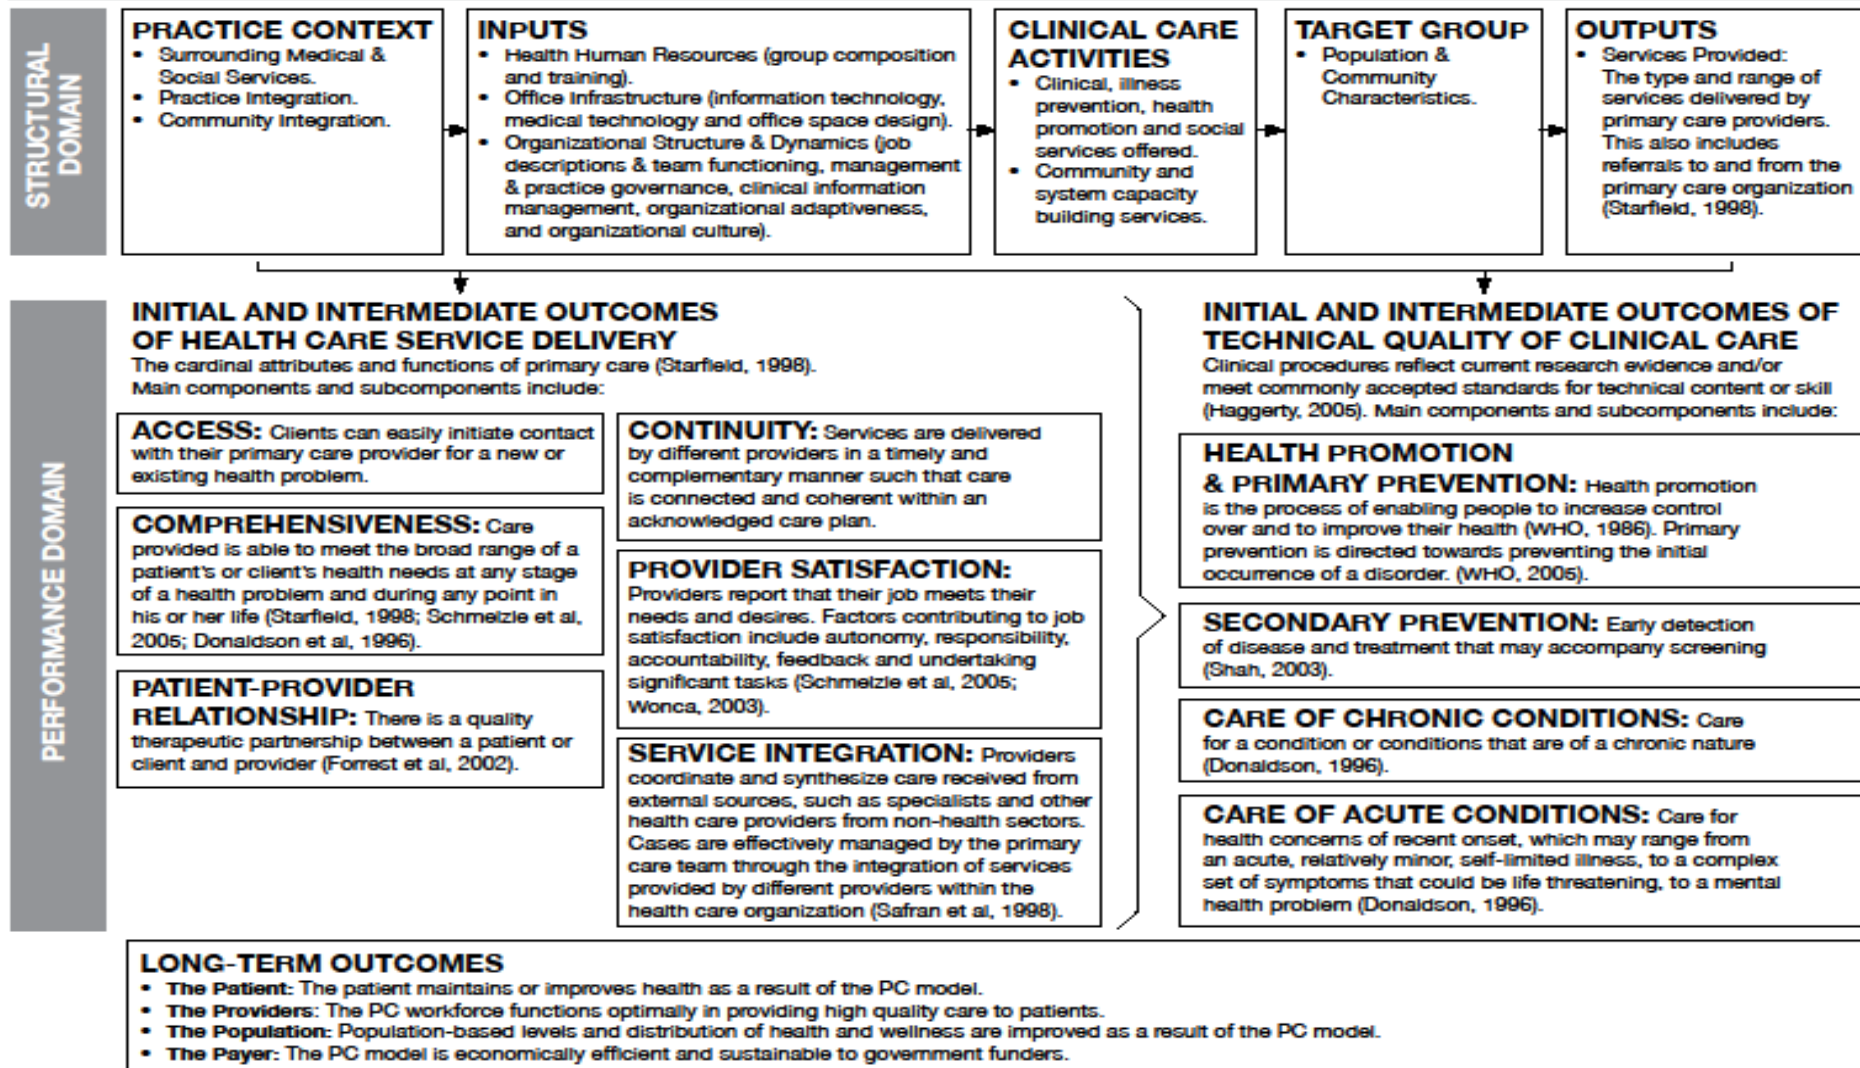 STRUCTURAL
DOMAIN
PRACTICE CONTEXT
• Surrounding Medical &
Social Services.
• Practice Integration.
• Community Integration.
INPUTS
• Health Human Resources (group composition
and training).
• Office Infrastructure (information technology,
medical technology and office space design).
• Organizational Structure & Dynamics (job
descriptions & team functioning, management
& practice governance, clinical information
management, organizational adaptiveness,
and organizational culture).
CLINICAL CARE
ACTIVITIES
• Clinical, illness
prevention, health
promotion and social
services offered.
• Community and
system capacity
building services.
TARGET GROUP
• Population &
Community
Characteristics.
OUTPUTS
• Services Provided:
The type and range of
services delivered by
primary care providers.
This also includes
referrals to and from the
primary care organization
(Starfield, 1998).
PERFORMANCE DOMAIN
INITIAL AND INTERMEDIATE OUTCOMES
OF HEALTH CARE SERVICE DELIVERY
The cardinal attributes and functions of primary care (Starfield, 1998).
Main components and subcomponents include:
ACCESS: Clients can easily initiate contact
with their primary care provider for a new or
existing health problem.
COMPREHENSIVENESS: Care
provided is able to meet the broad range of a
patient's or client's health needs at any stage
of a health problem and during any point in
his or her life (Starfield, 1998; Schmelzle et al,
2005; Donaldson et al, 1996).
PATIENT-PROVIDER
RELATIONSHIP: There is a quality
therapeutic partnership between a patient or
client and provider (Forrest et al, 2002).
CONTINUITY: Services are delivered
by different providers in a timely and
complementary manner such that care
is connected and coherent within an
acknowledged care plan.
PROVIDER SATISFACTION:
Providers report that their job meets their
needs and desires. Factors contributing to job
satisfaction include autonomy, responsibility,
accountability, feedback and undertaking
significant tasks (Schmelzle et al, 2005;
Wonca, 2003).
SERVICE INTEGRATION: Providers
coordinate and synthesize care received from
external sources, such as specialists and other
health care providers from non-health sectors.
Cases are effectively managed by the primary
care team through the integration of services
provided by different providers within the
health care organization (Safran et al, 1998).
INITIAL AND INTERMEDIATE OUTCOMES OF
TECHNICAL QUALITY OF CLINICAL CARE
Clinical procedures reflect current research evidence and/or
meet commonly accepted standards for technical content or skill
(Haggerty, 2005). Main components and subcomponents include:
HEALTH PROMOTION
& PRIMARY PREVENTION: Health promotion
is the process of enabling people to increase control
over and to improve their health (WHO, 1986). Primary
prevention is directed towards preventing the initial
occurrence of a disorder. (WHO, 2005).
SECONDARY PREVENTION: Early detection
of disease and treatment that may accompany screening
(Shah, 2003).
CARE OF CHRONIC CONDITIONS: Care
for a condition or conditions that are of a chronic nature
(Donaldson, 1996).
CARE OF ACUTE CONDITIONS: Care for
health concerns of recent onset, which may range from
an acute, relatively minor, self-limited illness, to a complex
set of symptoms that could be life threatening, to a mental
health problem (Donaldson, 1996).
LONG-TERM OUTCOMES
• The Patient: The patient maintains or improves health as a result of the PC model.
• The Providers: The PC workforce functions optimally in providing high quality care to patients.
• The Population: Population-based levels and distribution of health and wellness are improved as a result of the PC model.
• The Payer: The PC model is economically efficient and sustainable to government funders.